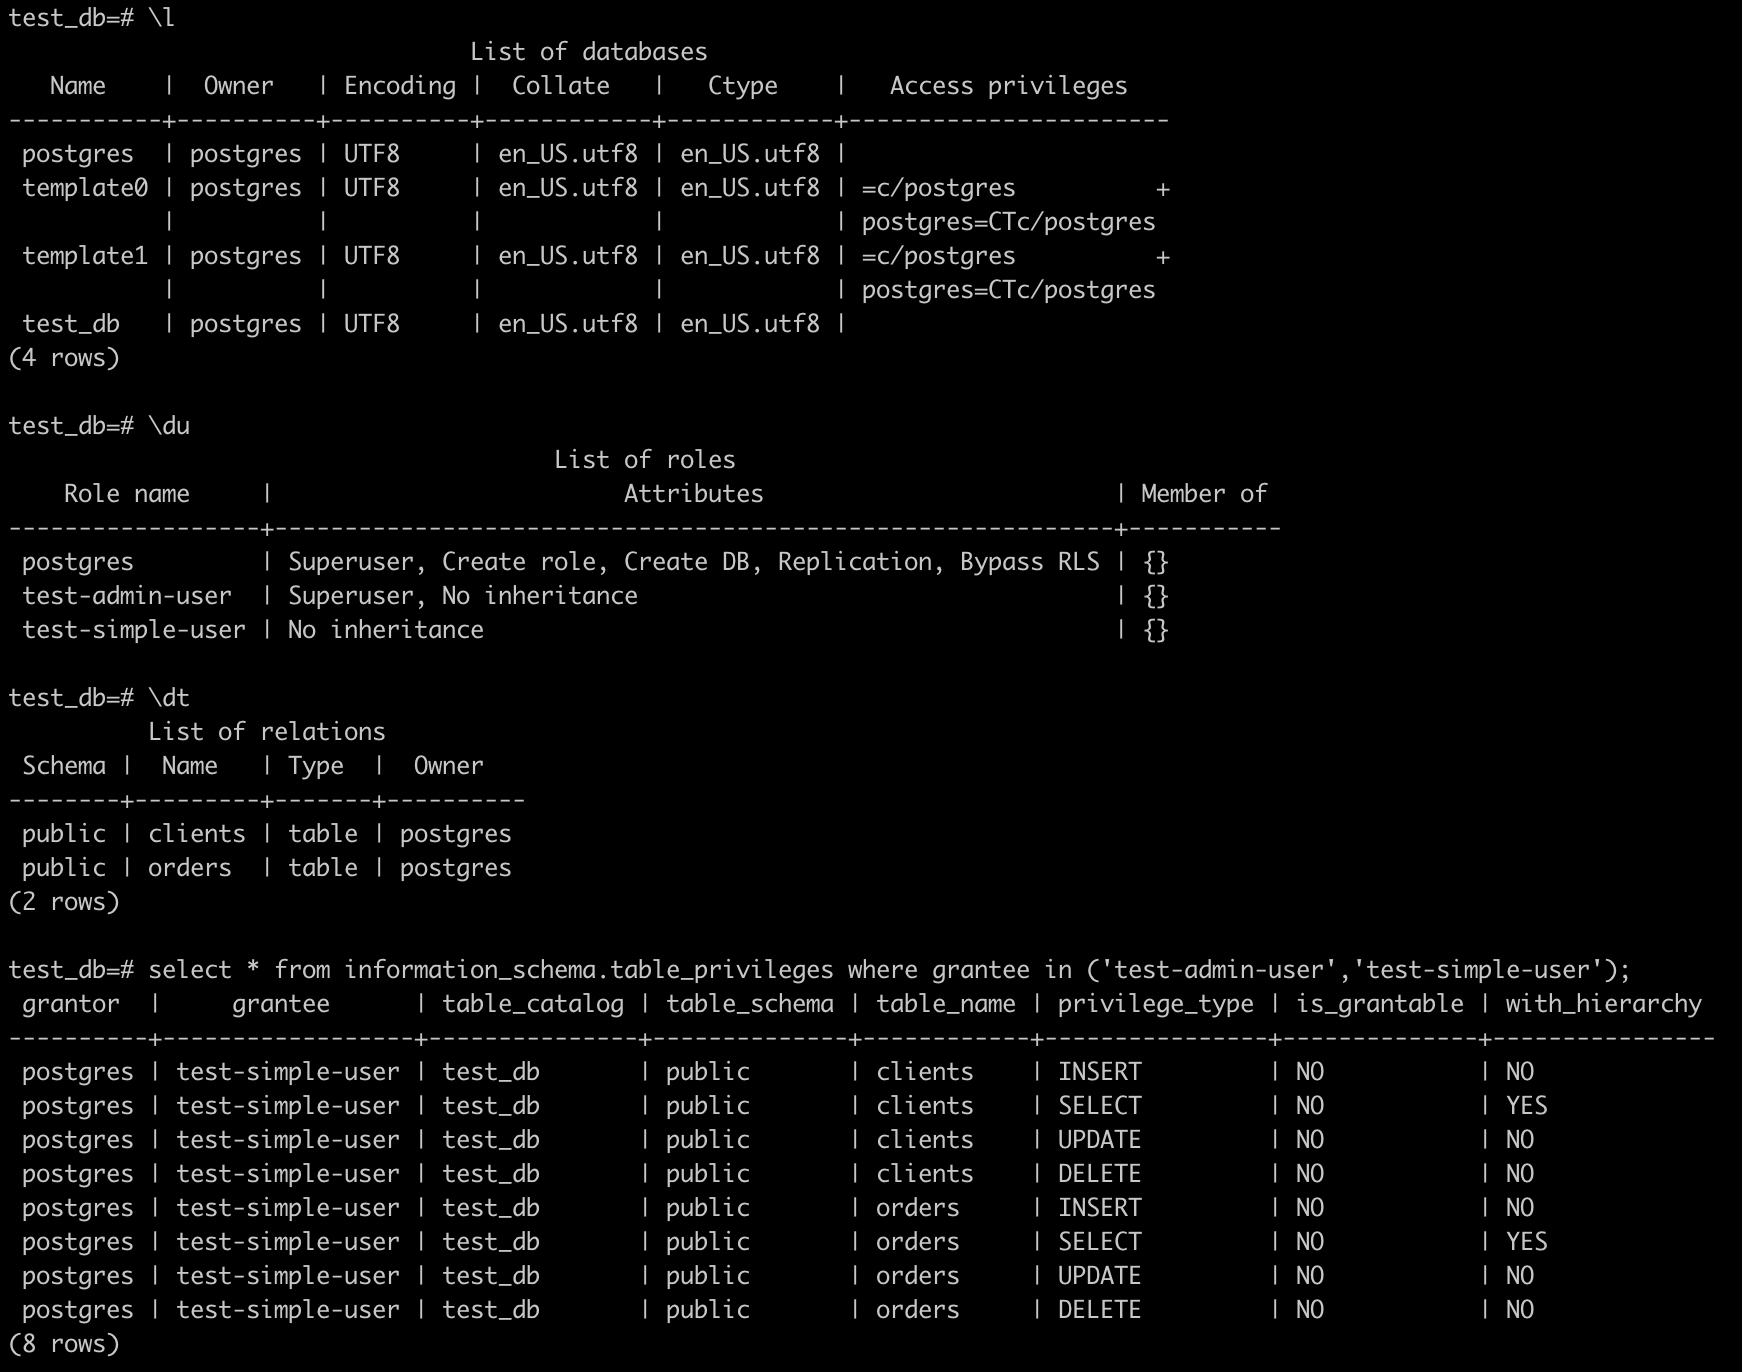 test_db=# \l
                                 List of databases
   Name    |  Owner   | Encoding |  Collate   |   Ctype    |   Access privileges
-----------+----------+----------+------------+------------+-----------------------
 postgres  | postgres | UTF8     | en_US.utf8 | en_US.utf8 |
 template0 | postgres | UTF8     | en_US.utf8 | en_US.utf8 | =c/postgres          +
           |          |          |            |            | postgres=CTc/postgres
 template1 | postgres | UTF8     | en_US.utf8 | en_US.utf8 | =c/postgres          +
           |          |          |            |            | postgres=CTc/postgres
 test_db   | postgres | UTF8     | en_US.utf8 | en_US.utf8 |
(4 rows)

test_db=# \du
                                       List of roles
    Role name     |                         Attributes                         | Member of
------------------+------------------------------------------------------------+-----------
 postgres         | Superuser, Create role, Create DB, Replication, Bypass RLS | {}
 test-admin-user  | Superuser, No inheritance                                  | {}
 test-simple-user | No inheritance                                             | {}

test_db=# \dt
          List of relations
 Schema |  Name   | Type  |  Owner
--------+---------+-------+----------
 public | clients | table | postgres
 public | orders  | table | postgres
(2 rows)

test_db=# select * from information_schema.table_privileges where grantee in ('test-admin-user','test-simple-user');
 grantor  |     grantee      | table_catalog | table_schema | table_name | privilege_type | is_grantable | with_hierarchy
----------+------------------+---------------+--------------+------------+----------------+--------------+----------------
 postgres | test-simple-user | test_db       | public       | clients    | INSERT         | NO           | NO
 postgres | test-simple-user | test_db       | public       | clients    | SELECT         | NO           | YES
 postgres | test-simple-user | test_db       | public       | clients    | UPDATE         | NO           | NO
 postgres | test-simple-user | test_db       | public       | clients    | DELETE         | NO           | NO
 postgres | test-simple-user | test_db       | public       | orders     | INSERT         | NO           | NO
 postgres | test-simple-user | test_db       | public       | orders     | SELECT         | NO           | YES
 postgres | test-simple-user | test_db       | public       | orders     | UPDATE         | NO           | NO
 postgres | test-simple-user | test_db       | public       | orders     | DELETE         | NO           | NO
(8 rows)